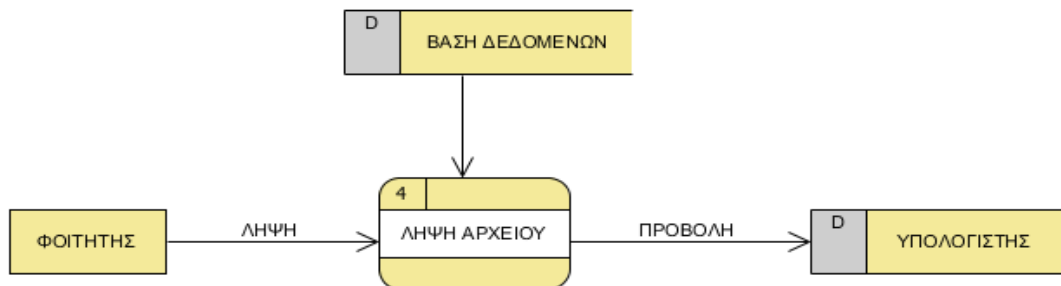 D
ΒΑΣΗ ΔΕΔΟΜΕΝΩΝ
4
ΦΟΙΤΗΤΗΣ
ΛΗΨΗ
ΛΗΨΗ ΑΡΧΕΙΟΥ
ΠΡΟΒΟΛΗ
D
ΥΠΟΛΟΓΙΣΤΗΣ